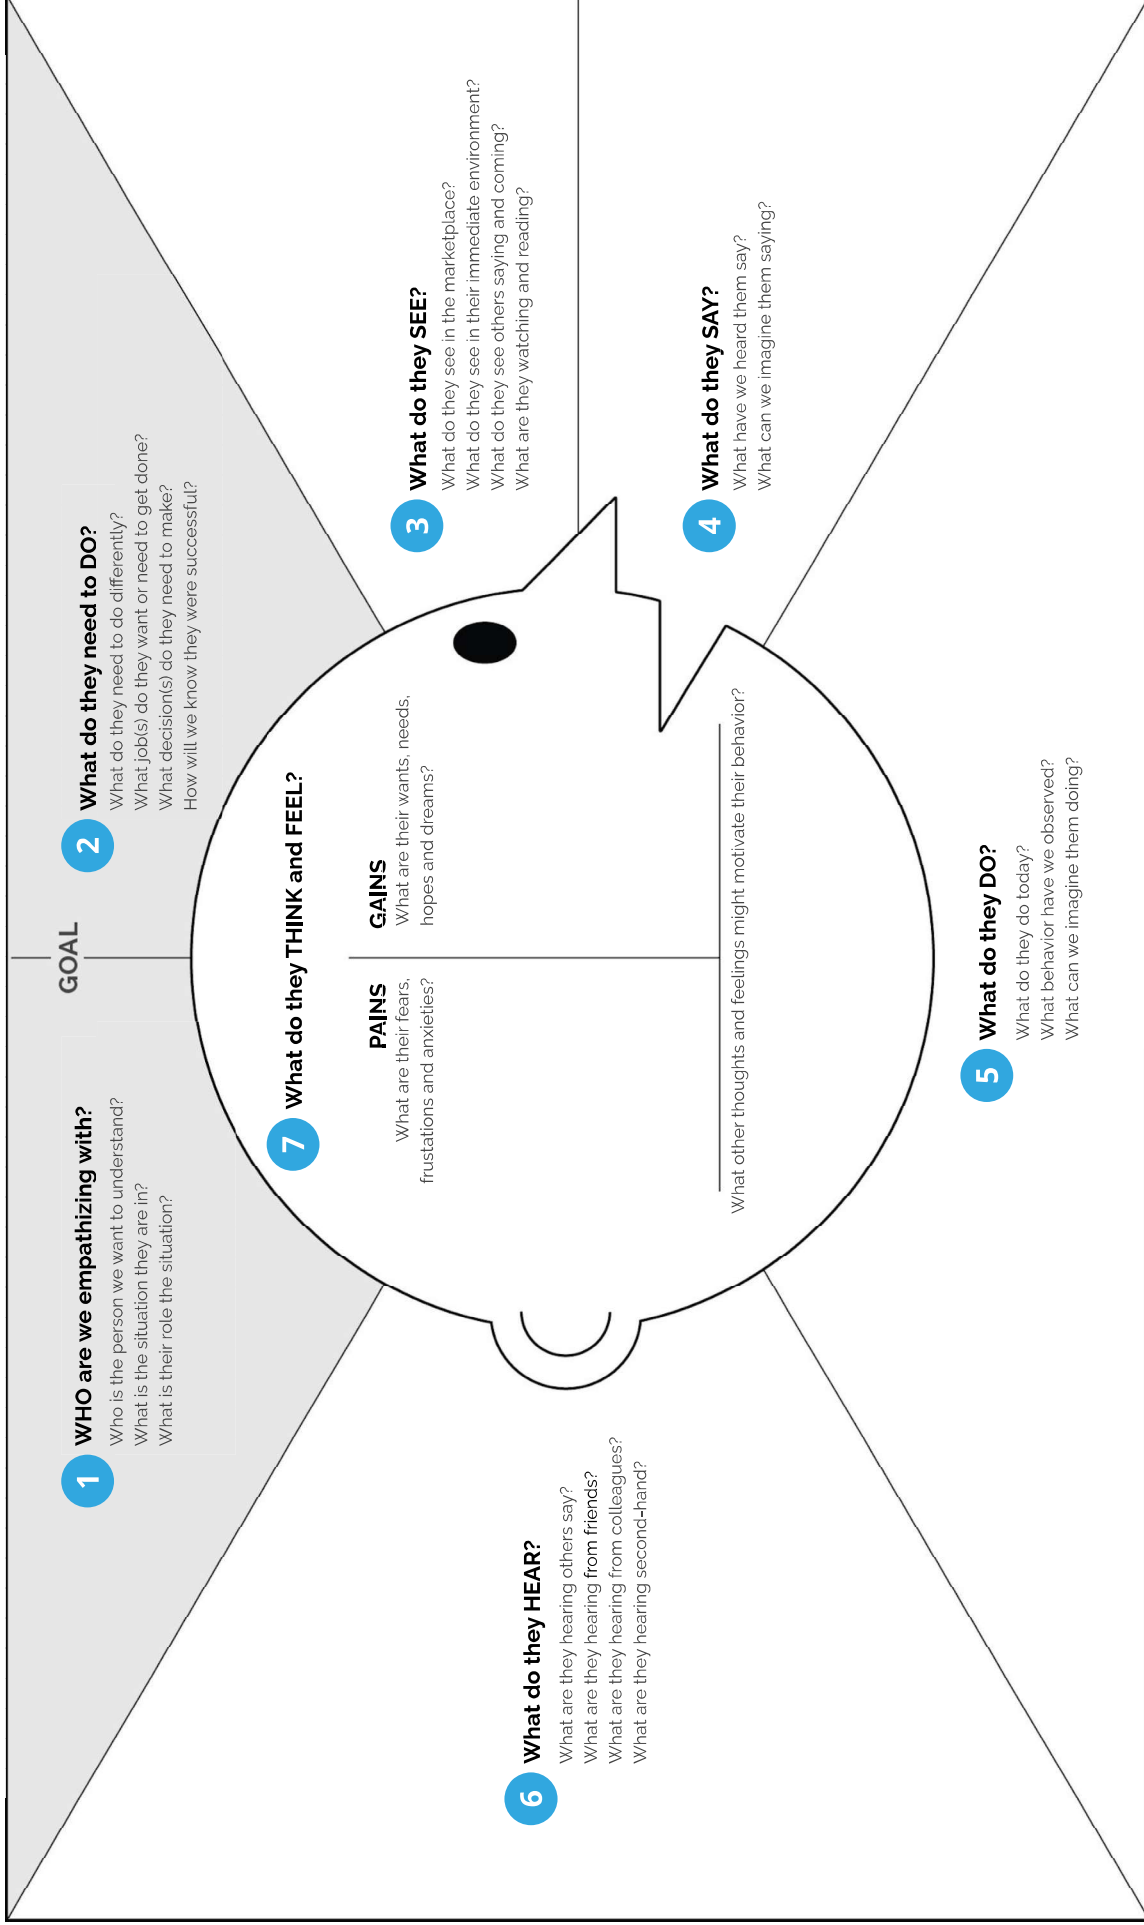 GOAL
1
WHO are we empathizing with?
Who is the person we want to understand?
What is the situation they are in?
What is their role the situation?
2
What do they need to DO?
What do they need to do differently?
What job(s) do they want or need to get done?
What decision(s) do they need to make?
How will we know they were successful?
3
What do they SEE?
What do they see in the marketplace?
What do they see in their immediate environment?
What do they see others saying and coming?
What are they watching and reading?
4
What do they SAY?
What have we heard them say?
What can we imagine them saying?
5
What do they DO?
What do they do today?
What behavior have we observed?
What can we imagine them doing?
6
What do they HEAR?
What are they hearing others say?
What are they hearing from friends?
What are they hearing from colleagues?
What are they hearing second-hand?
7
What do they THINK and FEEL?
PAINS
What are their fears,
frustations and anxieties?
GAINS
What are their wants, needs,
hopes and dreams?
What other thoughts and feelings might motivate their behavior?